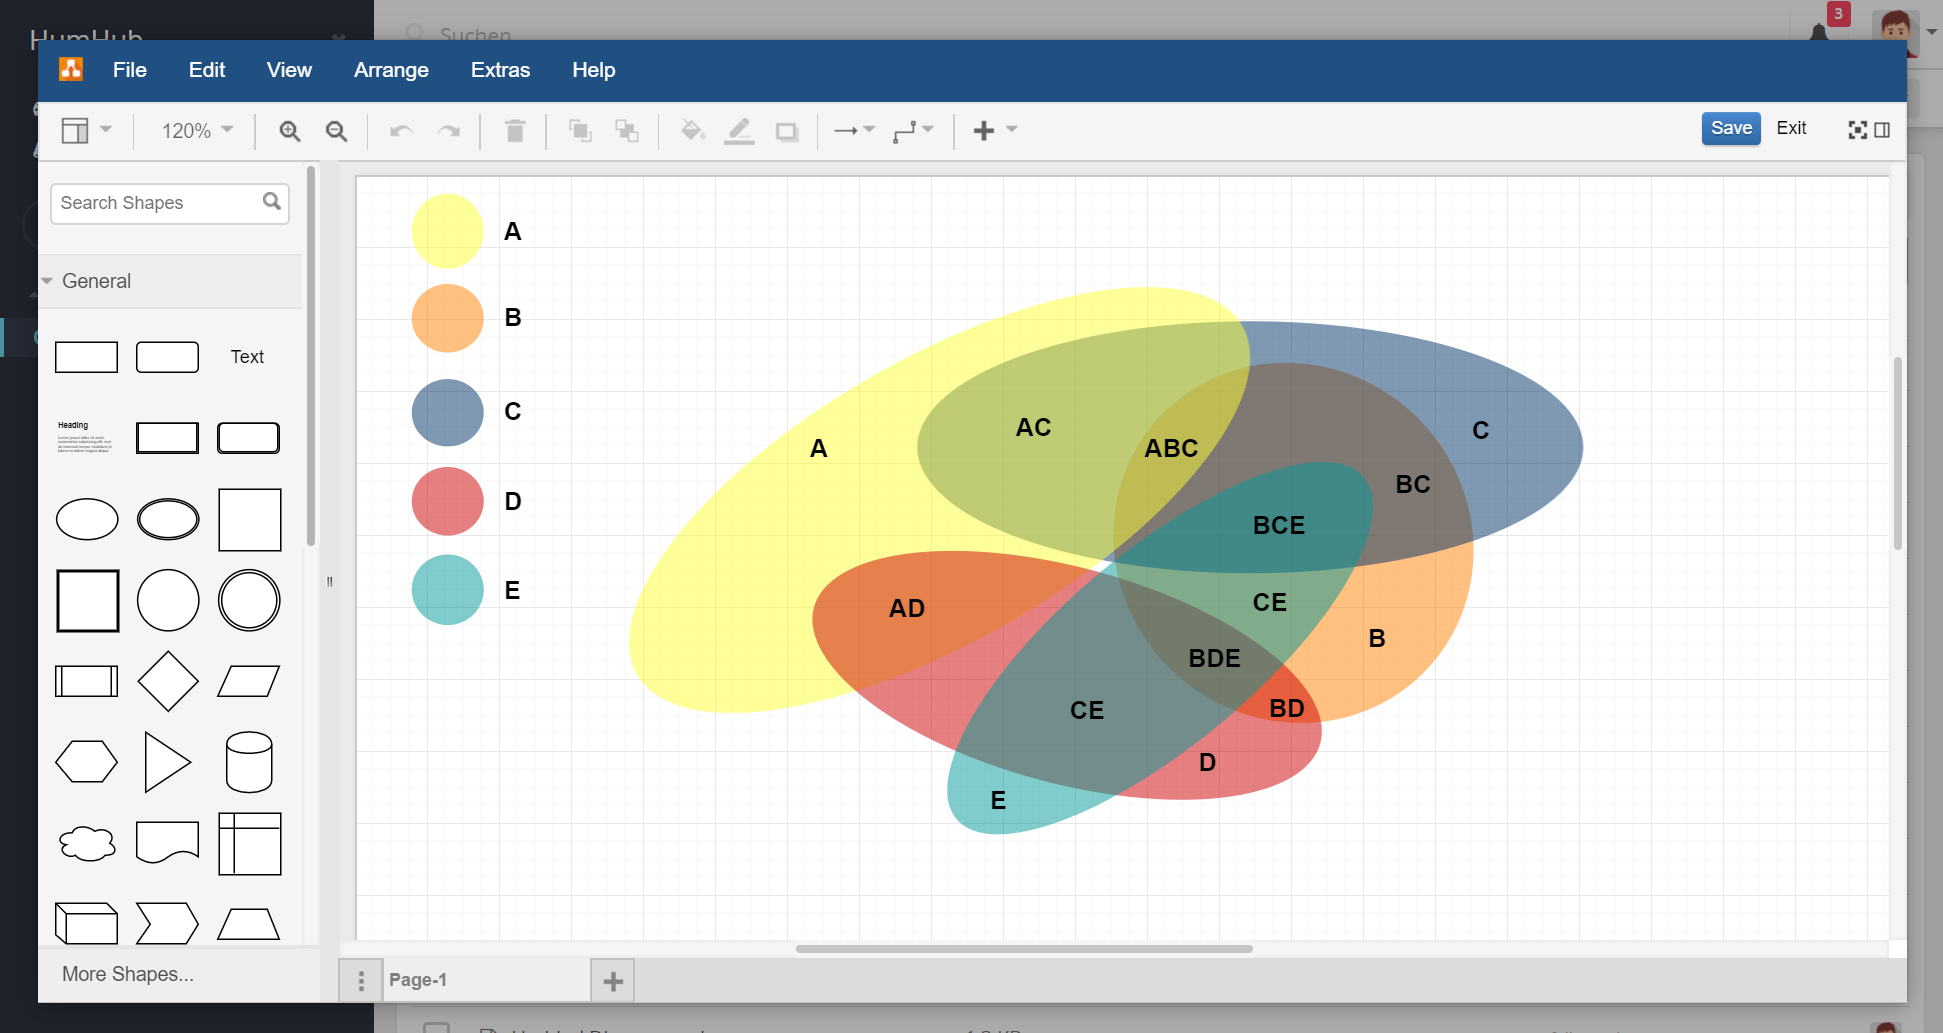 HumHub
Suchen
3
File Edit View Arrange Extras Help
120%
Save Exit
Search Shapes
General
Text
Heading
More Shapes...
A
B
C
D
E
A
AC
ABC
C
BC
BCE
AD
CE
B
BDE
CE
BD
D
E
Page-1